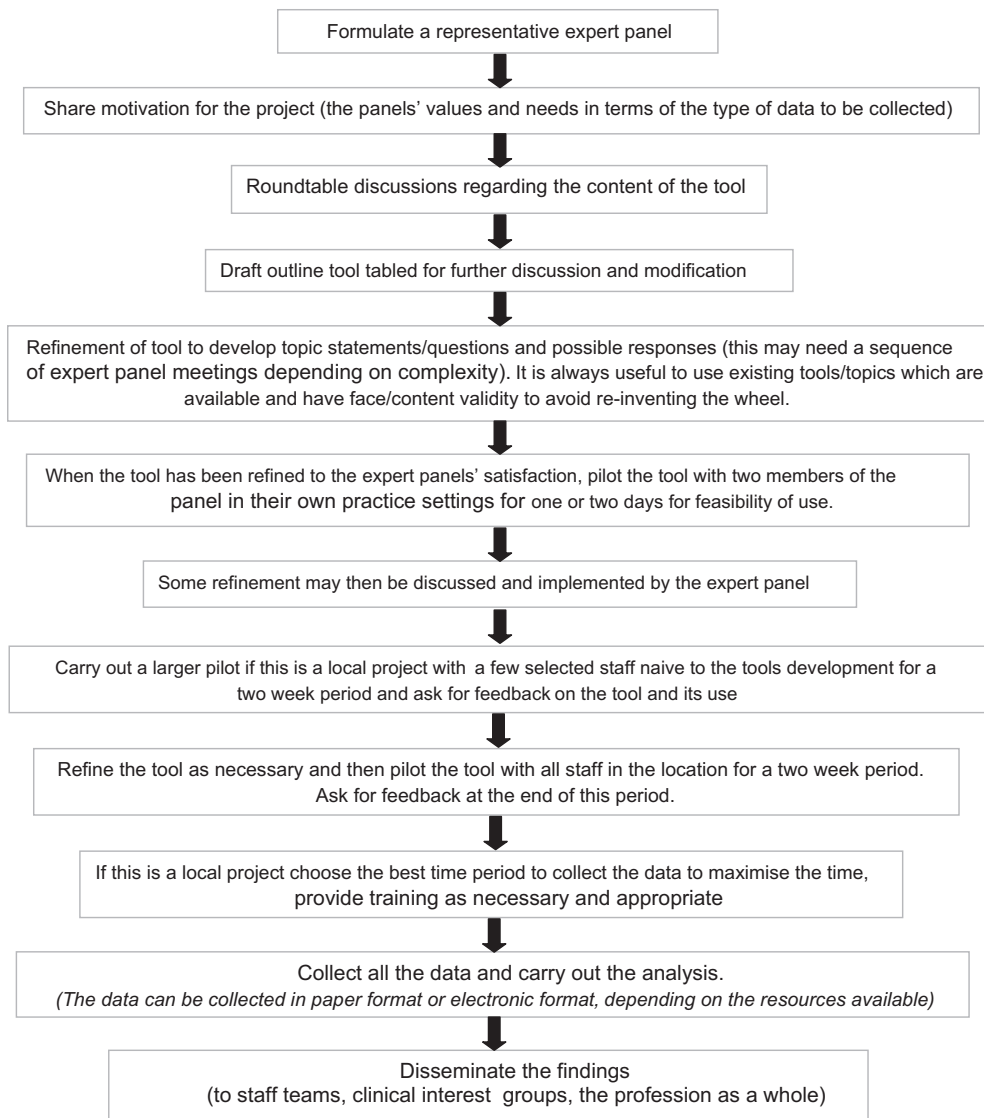 Formulate a representative expert panel
Share motivation for the project (the panels’ values and needs in terms of the type of data to be collected)
Roundtable discussions regarding the content of the tool
Draft outline tool tabled for further discussion and modification
Refinement of tool to develop topic statements/questions and possible responses (this may need a sequence
of expert panel meetings depending on complexity). It is always useful to use existing tools/topics which are
available and have face/content validity to avoid re-inventing the wheel.
When the tool has been refined to the expert panels’ satisfaction, pilot the tool with two members of the
panel in their own practice settings for one or two days for feasibility of use.
Some refinement may then be discussed and implemented by the expert panel
Carry out a larger pilot if this is a local project with a few selected staff naive to the tools development for a
two week period and ask for feedback on the tool and its use
Refine the tool as necessary and then pilot the tool with all staff in the location for a two week period.
Ask for feedback at the end of this period.
If this is a local project choose the best time period to collect the data to maximise the time,
provide training as necessary and appropriate
Collect all the data and carry out the analysis.
(The data can be collected in paper format or electronic format, depending on the resources available)
Disseminate the findings
(to staff teams, clinical interest groups, the profession as a whole)